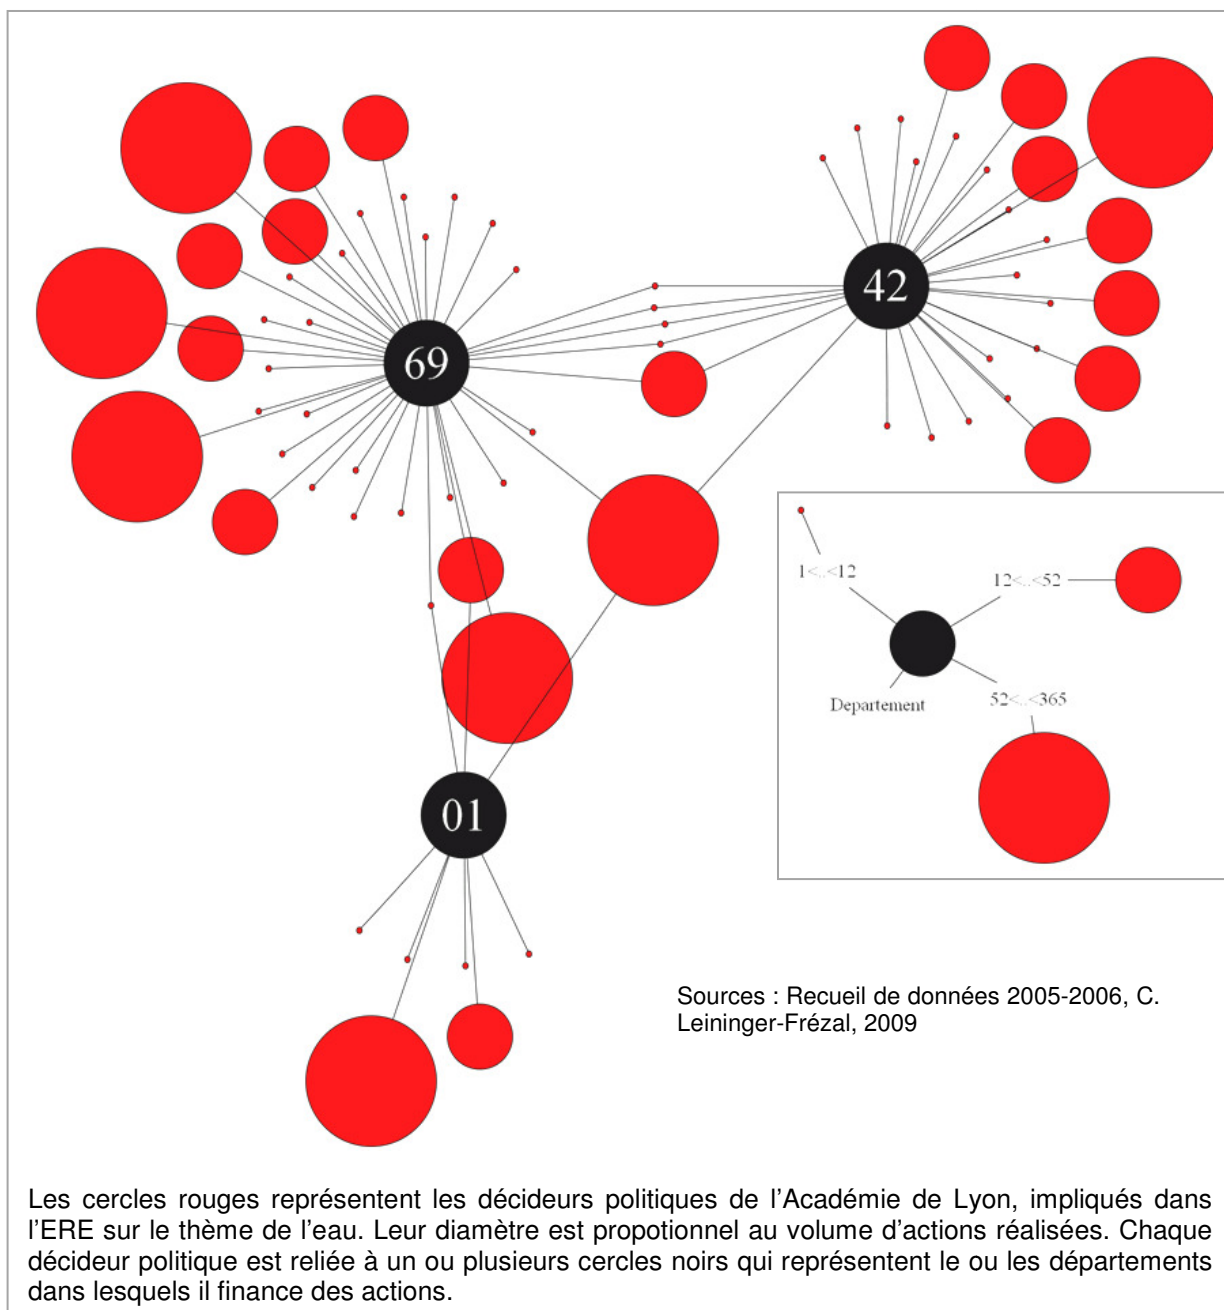 69
42
1<..<12
12<..<52
Departement
52<..<365
01
Sources : Recueil de données 2005-2006, C.
Leininger-Frézal, 2009
Les cercles rouges représentent les décideurs politiques de l’Académie de Lyon, impliqués dans
l’ERE sur le thème de l’eau. Leur diamètre est propotionnel au volume d’actions réalisées. Chaque
décideur politique est reliée à un ou plusieurs cercles noirs qui représentent le ou les départements
dans lesquels il finance des actions.